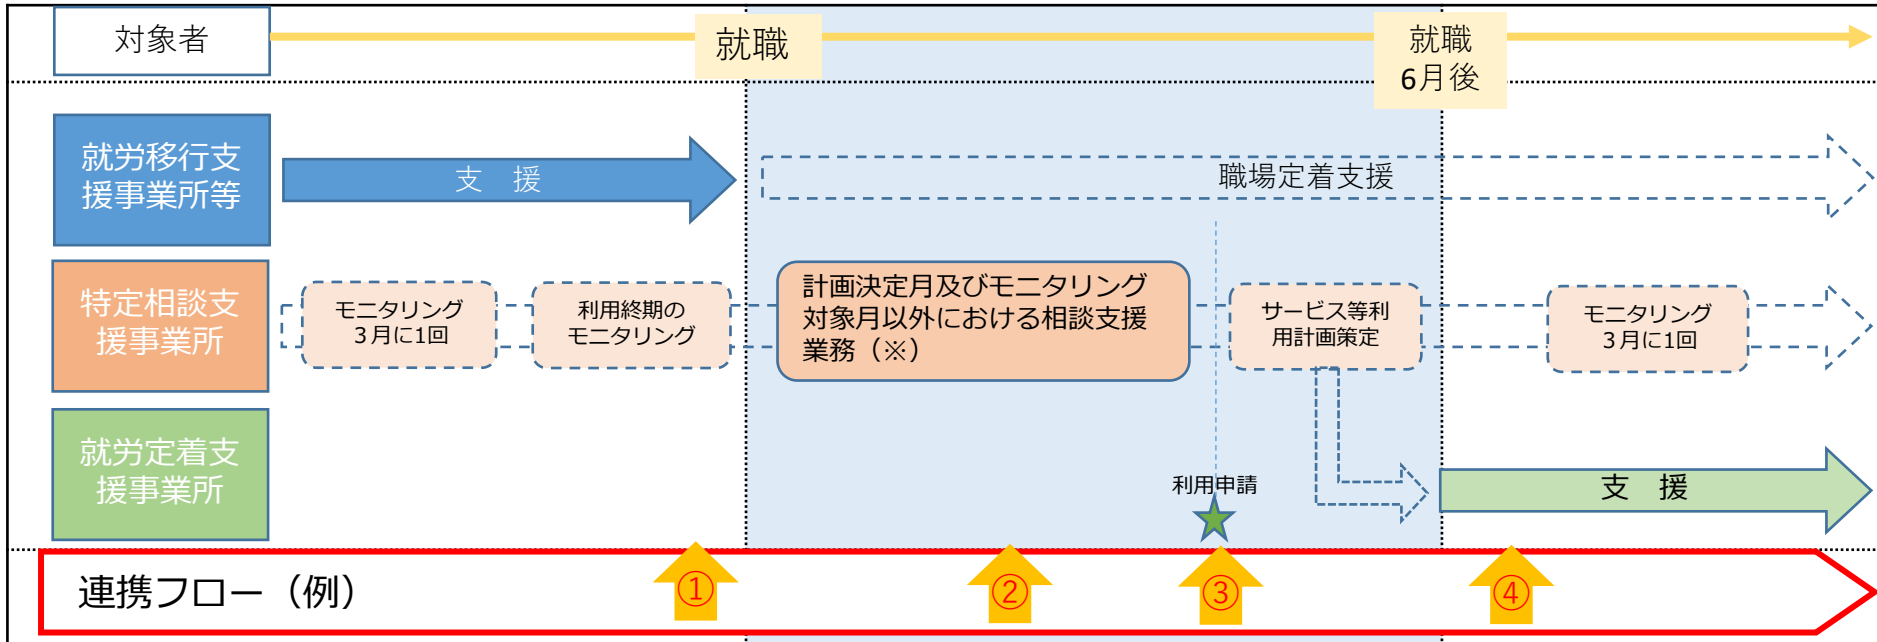 対象者
就職
就職
6月後
就労移行支
援事業所等
支　援
職場定着支援
特定相談支
援事業所
モニタリング
３月に1回
利用終期の
モニタリング
計画決定月及びモニタリング
対象月以外における相談支援
業務（※）
サービス等利
用計画策定
モニタリング
３月に1回
就労定着支
援事業所
利用申請
支　援
連携フロー（例）
①
②
③
④